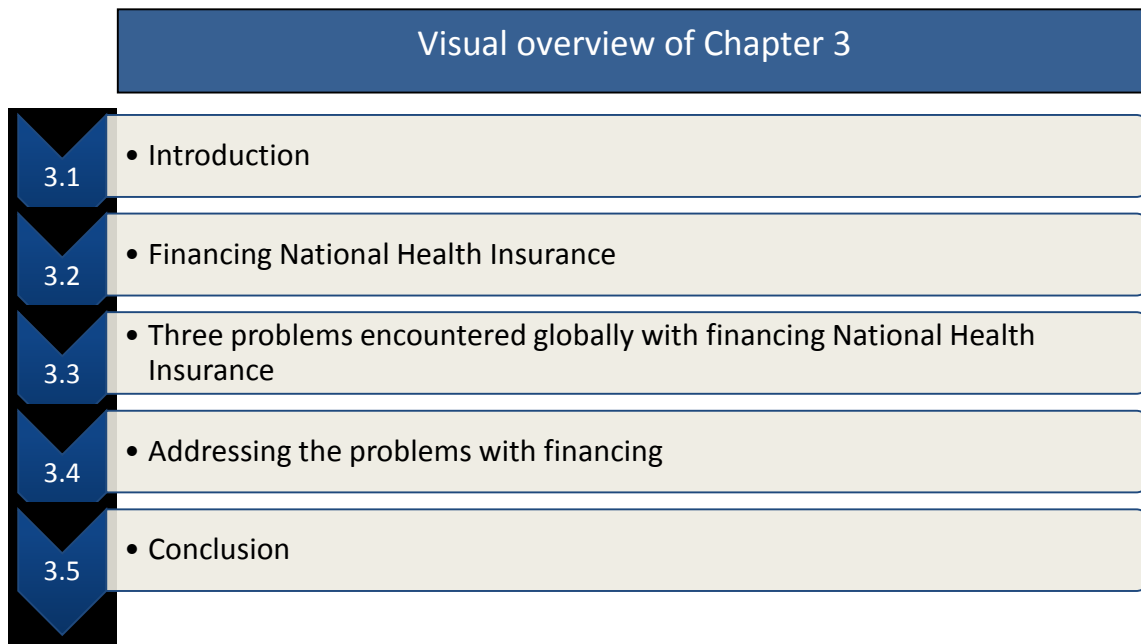 Visual overview of Chapter 3
3.1
• Introduction
3.2
• Financing National Health Insurance
3.3
• Three problems encountered globally with financing National Health
Insurance
3.4
• Addressing the problems with financing
3.5
• Conclusion